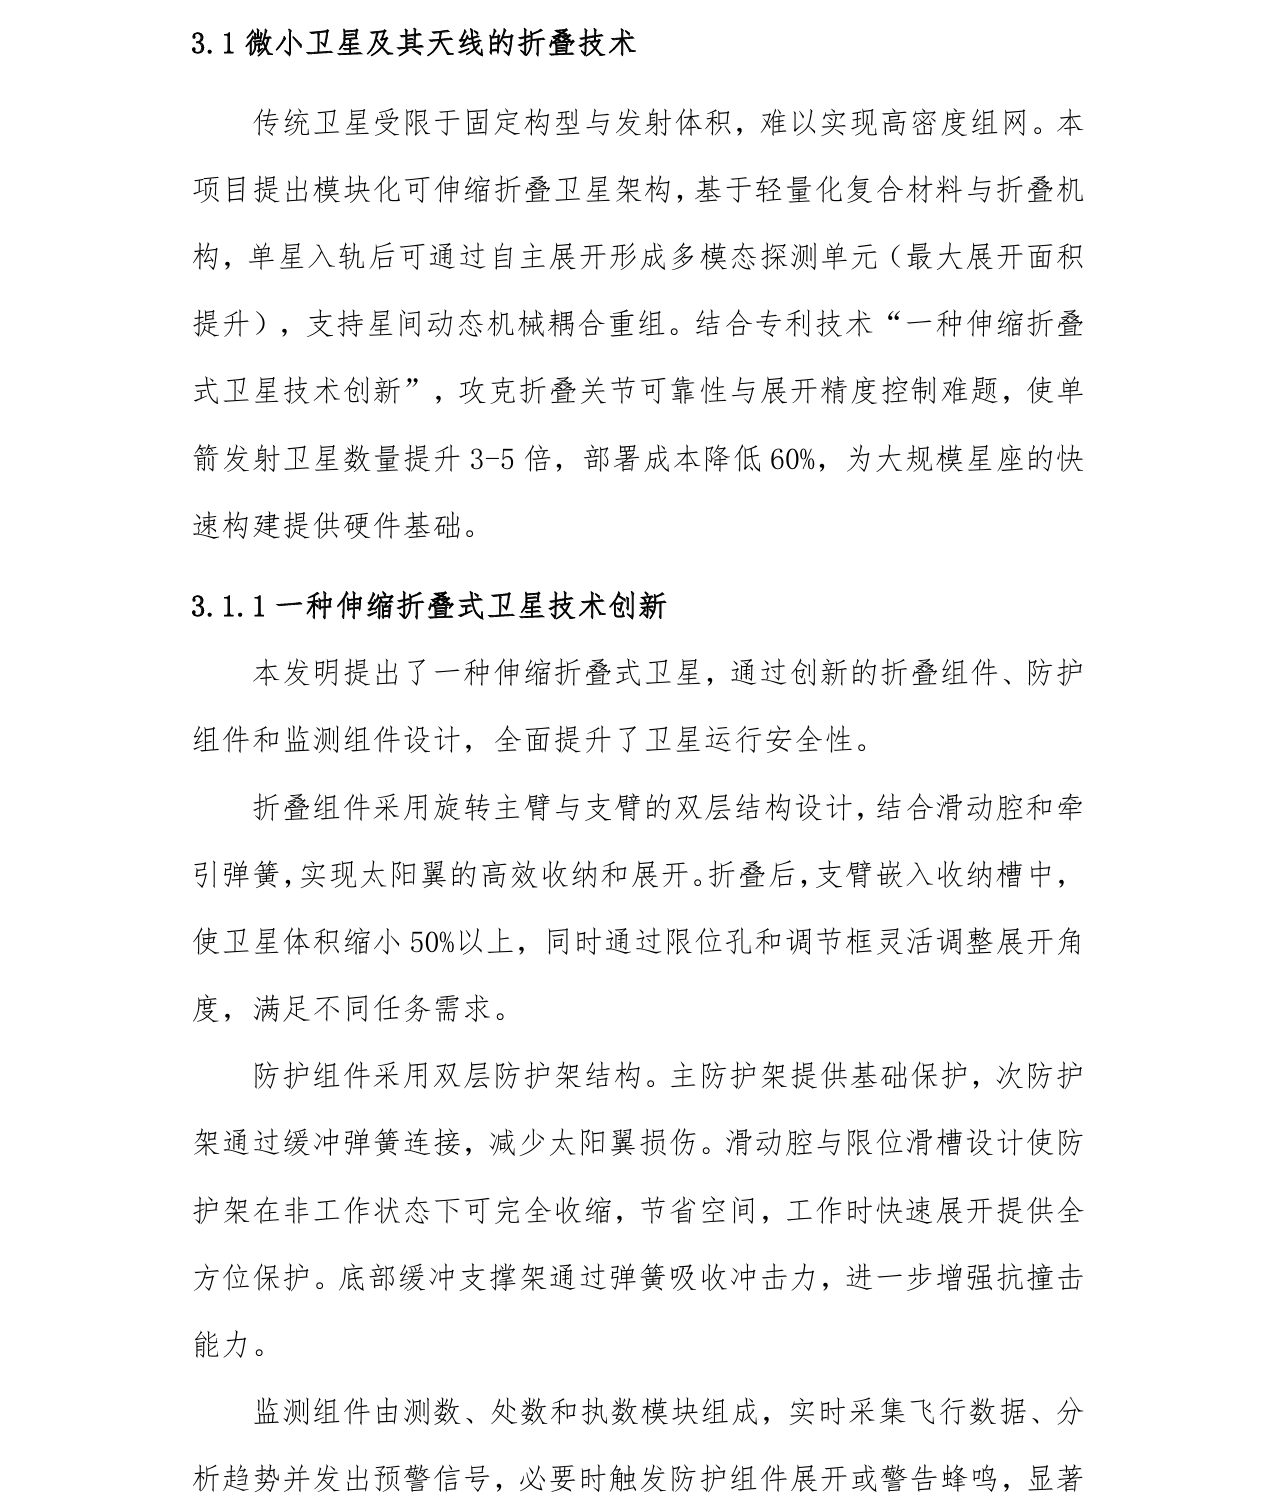 3.1 微小卫星及其天线的折叠技术
传统卫星受限于固定构型与发射体积，难以实现高密度组网。本
项目提出模块化可伸缩折叠卫星架构，基于轻量化复合材料与折叠机
构，单星入轨后可通过自主展开形成多模态探测单元（最大展开面积
提升），支持星间动态机械耦合重组。结合专利技术“一种伸缩折叠
式卫星技术创新”，攻克折叠关节可靠性与展开精度控制难题，使单
箭发射卫星数量提升 3-5 倍，部署成本降低 60%，为大规模星座的快
速构建提供硬件基础。
3.1.1 一种伸缩折叠式卫星技术创新
本发明提出了一种伸缩折叠式卫星，通过创新的折叠组件、防护
组件和监测组件设计，全面提升了卫星运行安全性。
折叠组件采用旋转主臂与支臂的双层结构设计，结合滑动腔和牵
引弹簧，实现太阳翼的高效收纳和展开。折叠后，支臂嵌入收纳槽中，
使卫星体积缩小 50%以上，同时通过限位孔和调节框灵活调整展开角
度，满足不同任务需求。
防护组件采用双层防护架结构。主防护架提供基础保护，次防护
架通过缓冲弹簧连接，减少太阳翼损伤。滑动腔与限位滑槽设计使防
护架在非工作状态下可完全收缩，节省空间，工作时快速展开提供全
方位保护。底部缓冲支撑架通过弹簧吸收冲击力，进一步增强抗撞击
能力。
监测组件由测数、处数和执数模块组成，实时采集飞行数据、分
析趋势并发出预警信号，必要时触发防护组件展开或警告蜂鸣，显著